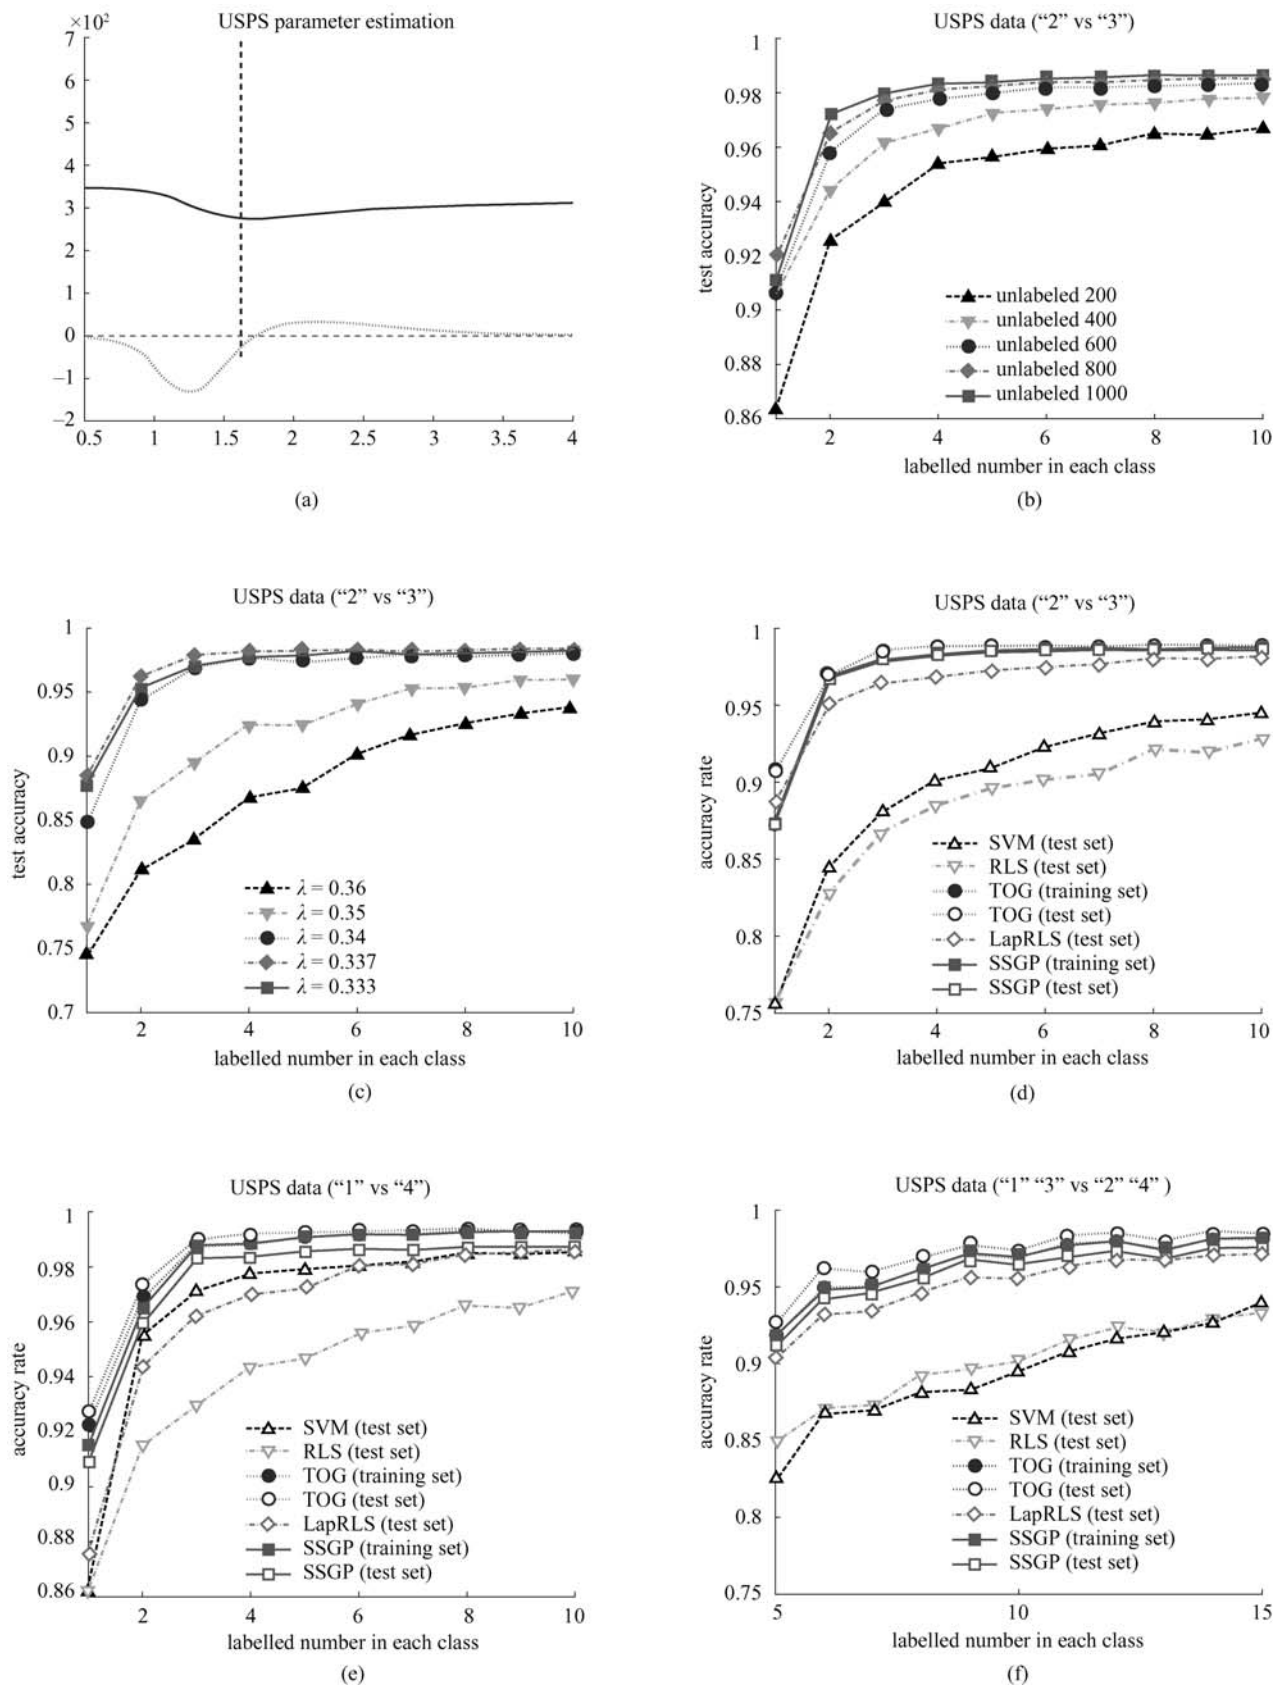 USPS parameter estimation
×10²
7
6
5
4
3
2
1
0
–1
–2
0.5 1 1.5 2 2.5 3 3.5 4
(a)
USPS data (“2” vs “3”)
test accuracy
1
0.98
0.96
0.94
0.92
0.9
0.88
0.86
unlabeled 200
unlabeled 400
unlabeled 600
unlabeled 800
unlabeled 1000
2 4 6 8 10
labelled number in each class
(b)
USPS data (“2” vs “3”)
test accuracy
1
0.95
0.9
0.85
0.8
0.75
0.7
λ = 0.36
λ = 0.35
λ = 0.34
λ = 0.337
λ = 0.333
2 4 6 8 10
labelled number in each class
(c)
USPS data (“2” vs “3”)
accuracy rate
1
0.95
0.9
0.85
0.8
0.75
SVM (test set)
RLS (test set)
TOG (training set)
TOG (test set)
LapRLS (test set)
SSGP (training set)
SSGP (test set)
2 4 6 8 10
labelled number in each class
(d)
USPS data (“1” vs “4”)
accuracy rate
1
0.98
0.96
0.94
0.92
0.9
0.88
0.86
SVM (test set)
RLS (test set)
TOG (training set)
TOG (test set)
LapRLS (test set)
SSGP (training set)
SSGP (test set)
2 4 6 8 10
labelled number in each class
(e)
USPS data (“1” “3” vs “2” “4” )
accuracy rate
1
0.95
0.9
0.85
0.8
0.75
SVM (test set)
RLS (test set)
TOG (training set)
TOG (test set)
LapRLS (test set)
SSGP (training set)
SSGP (test set)
5 10 15
labelled number in each class
(f)